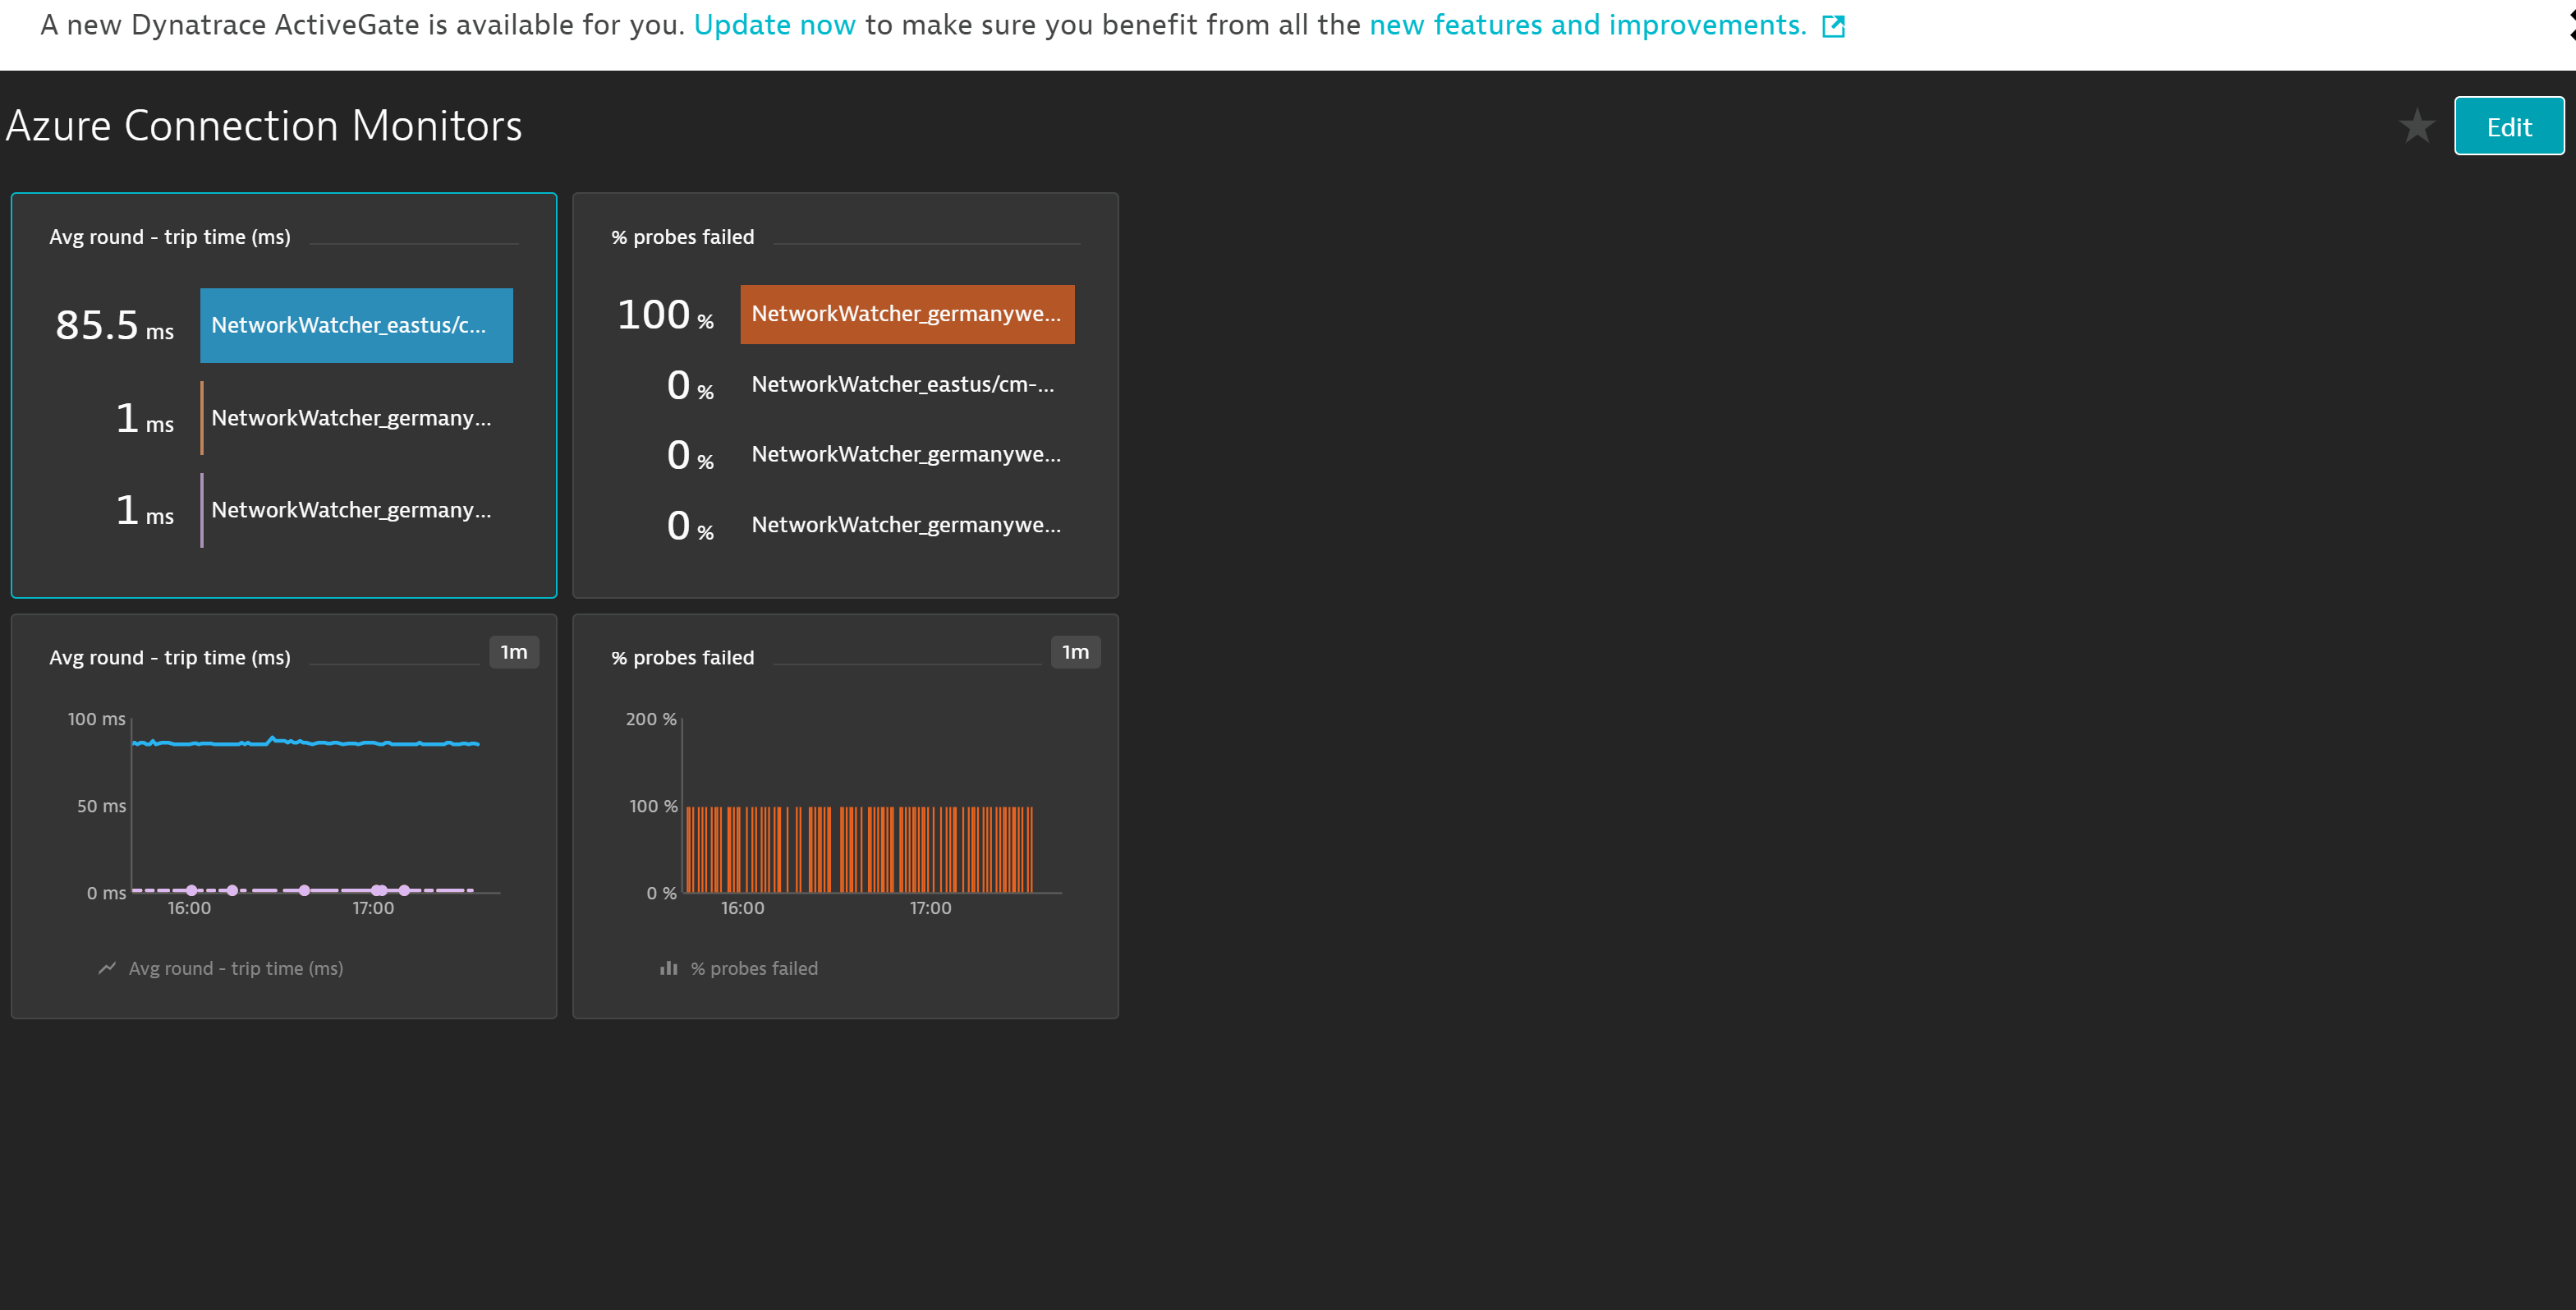 A new Dynatrace ActiveGate is available for you. Update now to make sure you benefit from all the new features and improvements.
Azure Connection Monitors
Edit
Avg round - trip time (ms)
85.5 ms NetworkWatcher_eastus/c...
1 ms NetworkWatcher_germany...
1 ms NetworkWatcher_germany...
% probes failed
100 % NetworkWatcher_germanywe...
0 % NetworkWatcher_eastus/cm-...
0 % NetworkWatcher_germanywe...
0 % NetworkWatcher_germanywe...
Avg round - trip time (ms)
1m
100 ms
50 ms
0 ms
16:00 17:00
Avg round - trip time (ms)
% probes failed
1m
200 %
100 %
0 %
16:00 17:00
% probes failed